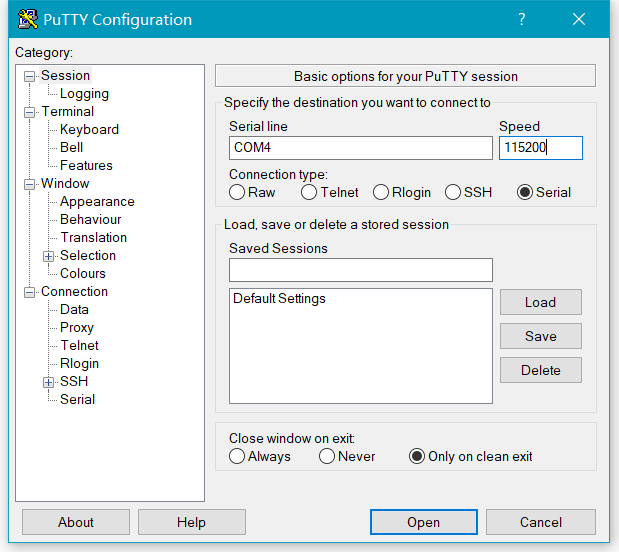 PuTTY Configuration
?
Category:
Session
Logging
Terminal
Keyboard
Bell
Features
Window
Appearance
Behaviour
Translation
Selection
Colours
Connection
Data
Proxy
Telnet
Rlogin
SSH
Serial
Basic options for your PuTTY session
Specify the destination you want to connect to
Serial line Speed
COM4 115200
Connection type:
Raw Telnet Rlogin SSH Serial
Load, save or delete a stored session
Saved Sessions
Default Settings
Load
Save
Delete
Close window on exit:
Always Never Only on clean exit
About Help Open Cancel